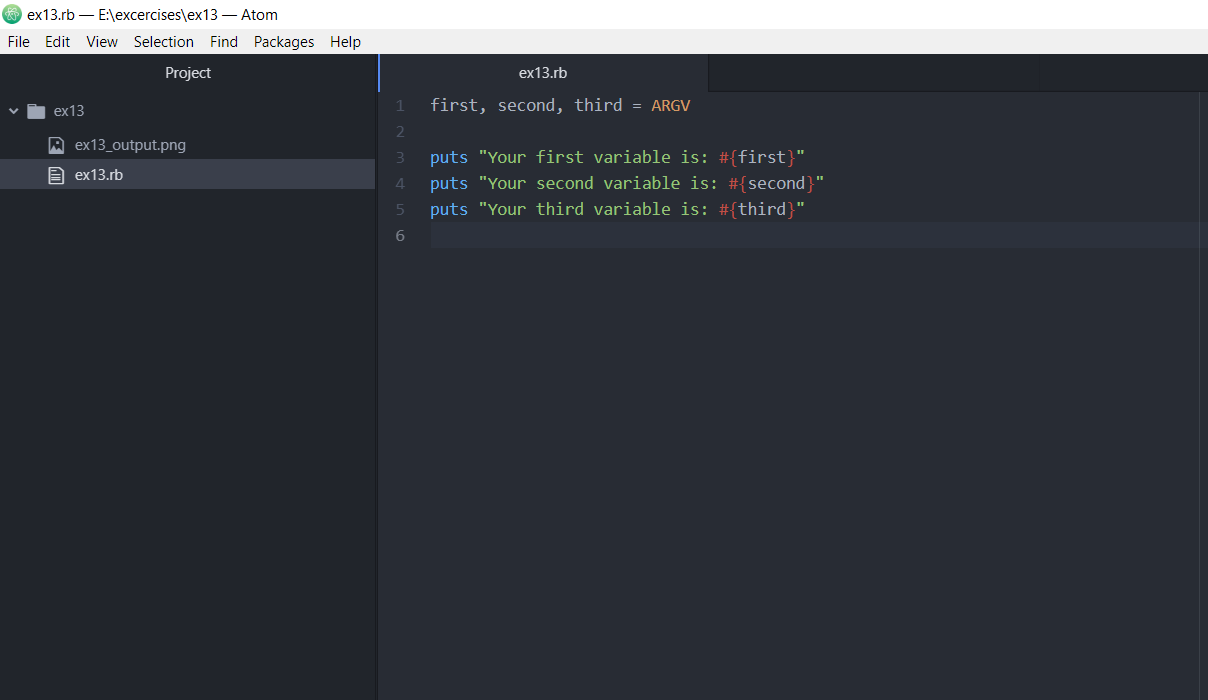 ex13.rb — E:\excercises\ex13 — Atom
File Edit View Selection Find Packages Help
Project
ex13
ex13_output.png
ex13.rb
ex13.rb
1 first, second, third = ARGV
2
3 puts "Your first variable is: #{first}"
4 puts "Your second variable is: #{second}"
5 puts "Your third variable is: #{third}"
6